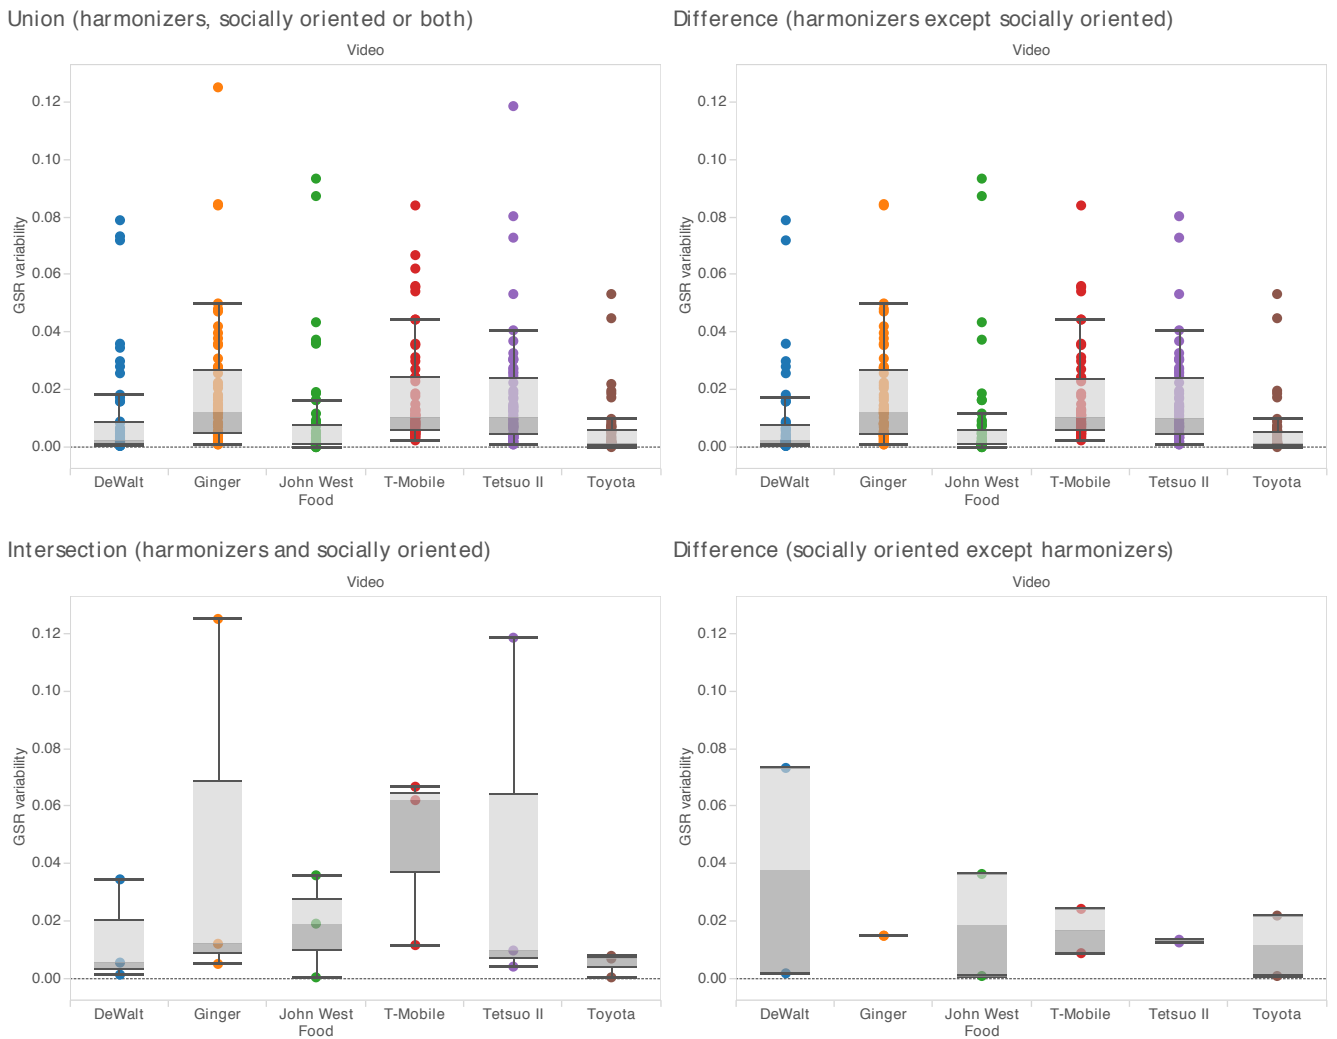 Union (harmonizers, socially oriented or both)
Video
0.12
0.10
0.08
0.06
0.04
0.02
0.00
GSR variability
DeWalt
Ginger
John West
Food
T-Mobile
Tetsuo II
Toyota
Difference (harmonizers except socially oriented)
Video
0.12
0.10
0.08
0.06
0.04
0.02
0.00
GSR variability
DeWalt
Ginger
John West
Food
T-Mobile
Tetsuo II
Toyota
Intersection (harmonizers and socially oriented)
Video
0.12
0.10
0.08
0.06
0.04
0.02
0.00
GSR variability
DeWalt
Ginger
John West
Food
T-Mobile
Tetsuo II
Toyota
Difference (socially oriented except harmonizers)
Video
0.12
0.10
0.08
0.06
0.04
0.02
0.00
GSR variability
DeWalt
Ginger
John West
Food
T-Mobile
Tetsuo II
Toyota